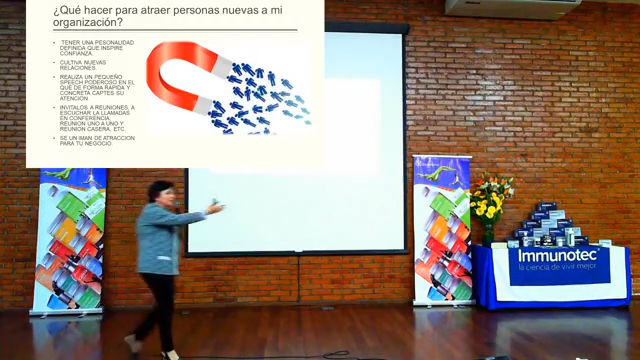 ¿Qué hacer para atraer personas nuevas a mi
organización?
• TENER UNA PESONALIDAD
DEFINIDA QUE INSPIRE
CONFIANZA.
• CULTIVA NUEVAS
RELACIONES.
• REALIZA UN PEQUEÑO
SPEECH PODEROSO EN EL
QUE DE FORMA RAPIDA Y
CONCRETA CAPTES SU
ATENCION
• INVITALOS A REUNIONES, A
ESCUCHAR LA LLAMADAS
EN CONFERENCIA.
REUNION UNO A UNO Y
REUNION CASERA, ETC.
• SE UN IMAN DE ATRACCION
PARA TU NEGOCIO.
Immunotec
la ciencia de vivir mejor